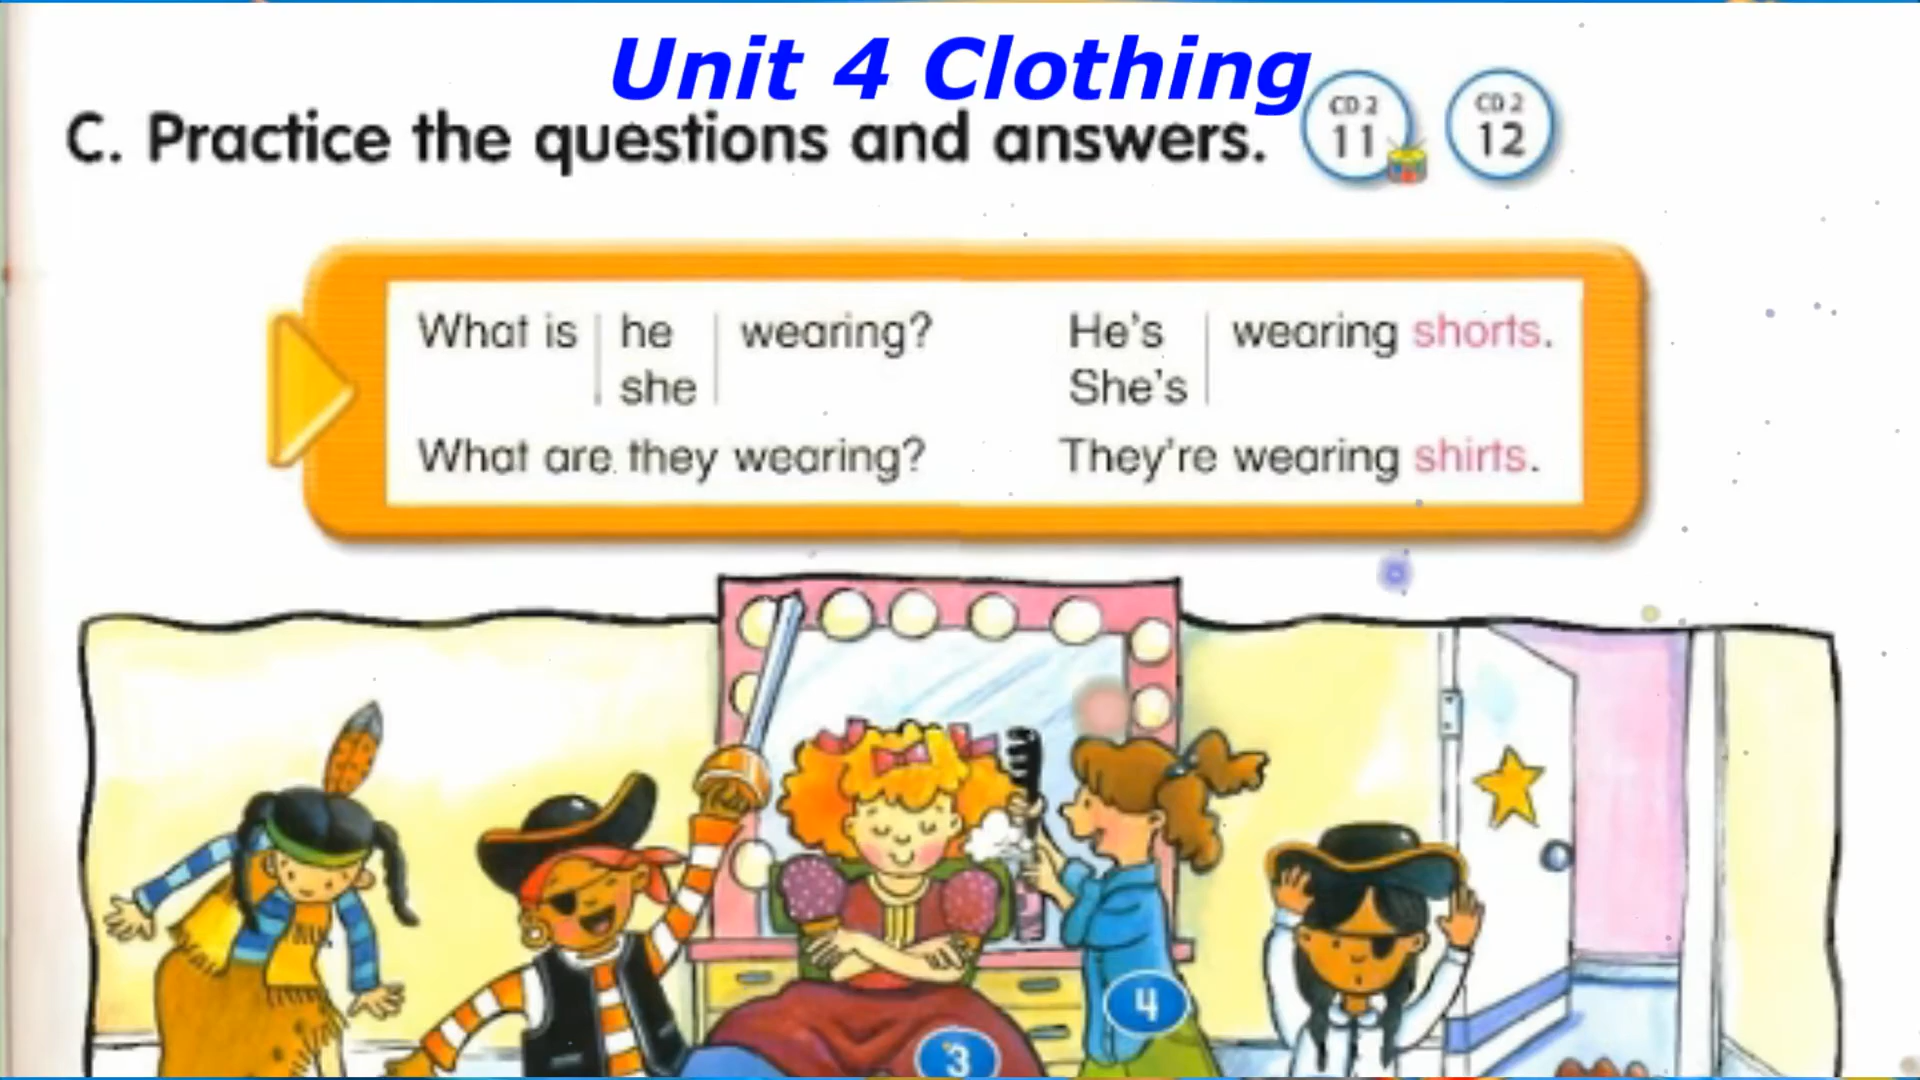 Unit 4 Clothing
C. Practice the questions and answers.
CD 2
11
CD 2
12
What is he wearing? He's wearing shorts.
she She's
What are they wearing? They're wearing shirts.
4
3